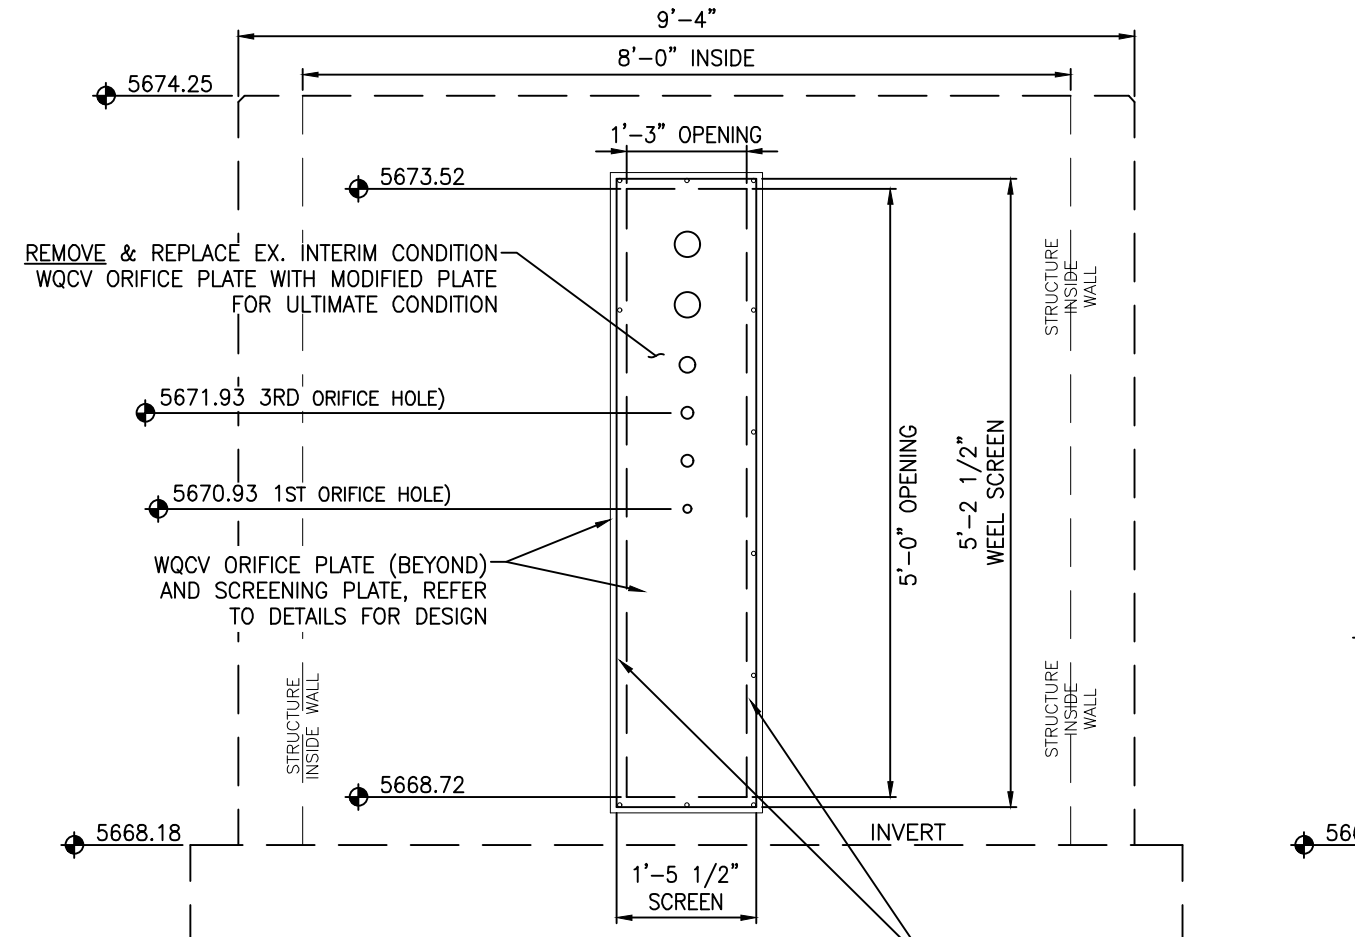 9'-4"
8'-0" INSIDE
5674.25
1'-3" OPENING
5673.52
REMOVE & REPLACE EX. INTERIM CONDITION
WQCV ORIFICE PLATE WITH MODIFIED PLATE
FOR ULTIMATE CONDITION
STRUCTURE
INSIDE
WALL
5671.93 3RD ORIFICE HOLE)
5670.93 1ST ORIFICE HOLE)
5'-0" OPENING
5'-2 1/2"
WEEL SCREEN
WQCV ORIFICE PLATE (BEYOND)
AND SCREENING PLATE, REFER
TO DETAILS FOR DESIGN
STRUCTURE
INSIDE WALL
STRUCTURE
INSIDE
WALL
5668.72
5668.18
INVERT
1'-5 1/2"
SCREEN